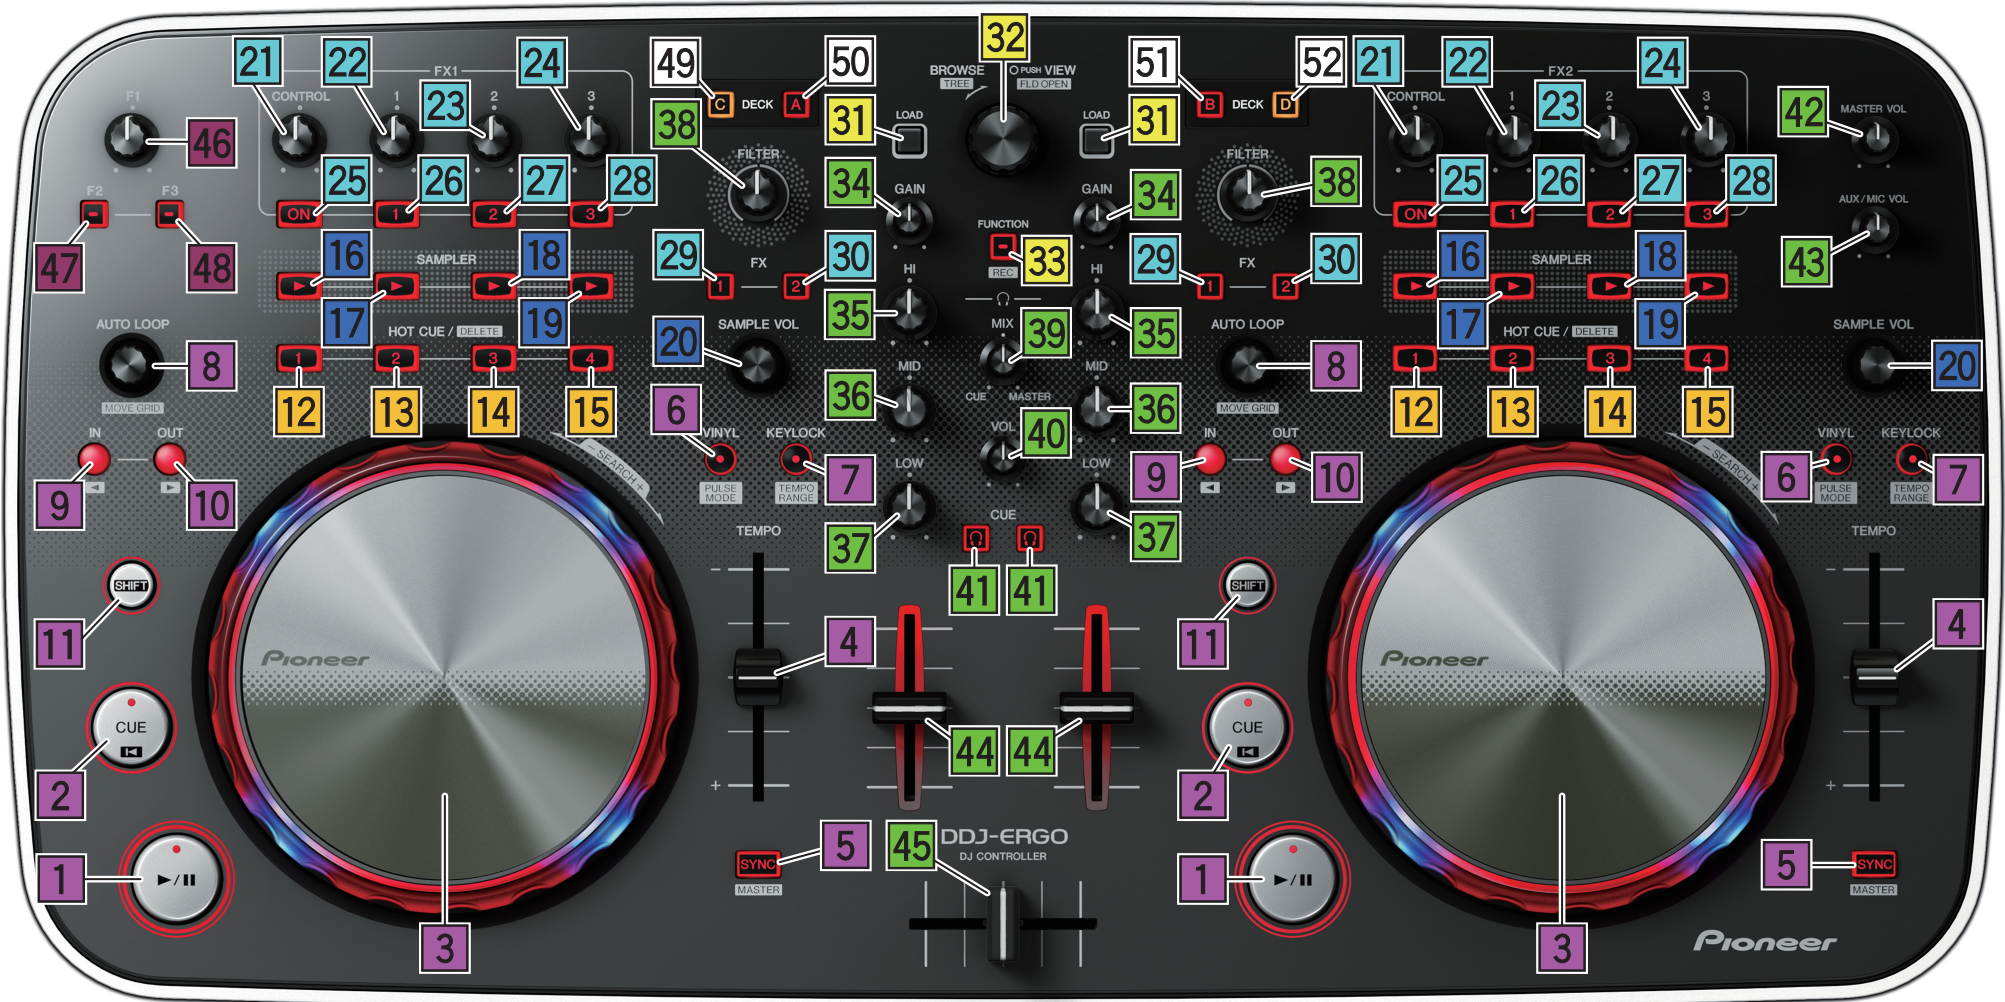 32
21 22 24 49 50 51 52 21 22 24
FX1 FX2
BROWSE PUSH VIEW
TREE FLD OPEN
F1 CONTROL 1 23 2 3 C DECK A B DECK D CONTROL 1 23 2 3 42 MASTER VOL
38 31 LOAD LOAD 31
46 FILTER FILTER
25 26 27 28 34 GAIN GAIN 34 38 25 26 27 28
F2 F3 AUX/MIC VOL
ON 1 2 3 FUNCTION ON 1 2 3
47 48 16 18 29 30 33 29 30 16 18 43
SAMPLER FX HI REC HI FX SAMPLER
1 2 1 2
17 19 35 MIX 39 35 17 19
AUTO LOOP HOT CUE / DELETE SAMPLE VOL AUTO LOOP HOT CUE / DELETE SAMPLE VOL
8 1 2 3 4 20 MID MID 8 1 2 3 4 20
MOVE GRID 12 13 14 15 6 36 CUE MASTER 36 MOVE GRID 12 13 14 15
IN OUT VINYL KEYLOCK VOL 40 IN OUT VINYL KEYLOCK
- SEARCH + LOW LOW - SEARCH +
9 10 PULSE MODE TEMPO RANGE 7 9 10 6 PULSE MODE TEMPO RANGE 7
CUE
TEMPO 37 37 TEMPO
- -
SHIFT 41 41 SHIFT
11 4 11 4
Pioneer Pioneer
CUE CUE
2 44 44 2
+ +
DDJ-ERGO
DJ CONTROLLER
1 SYNC 5 45 1 5 SYNC
MASTER MASTER
3 3
Pioneer